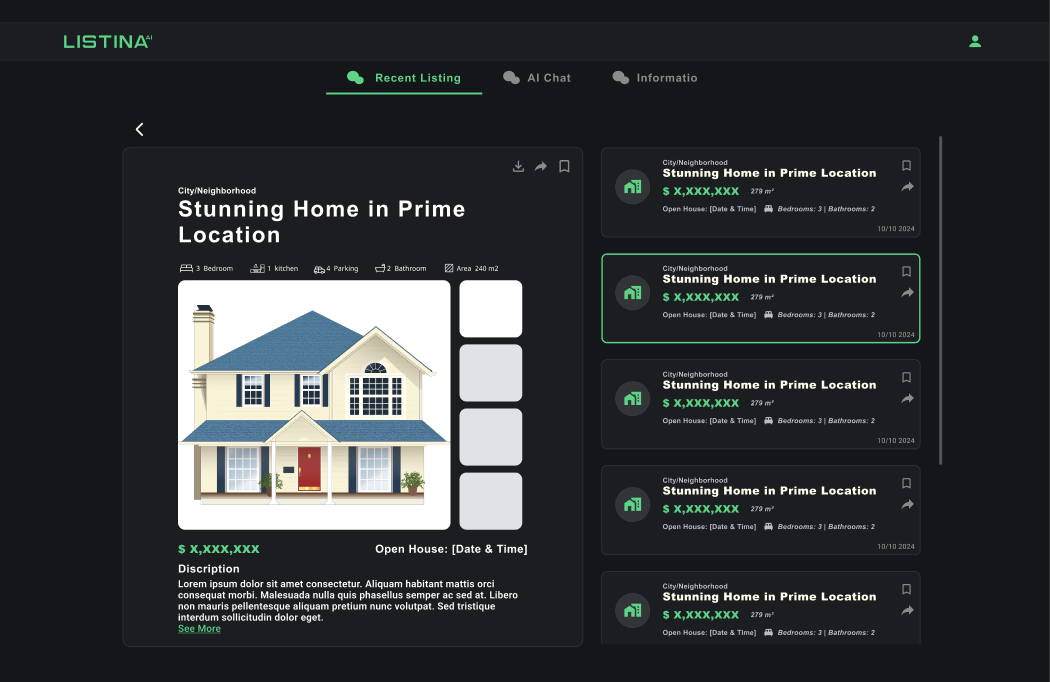 LISTINA AI
Recent Listing
AI Chat
Informatio
City/Neighborhood
Stunning Home in Prime
Location
3 Bedroom
1 kitchen
4 Parking
2 Bathroom
Area 240 m2
$ X,XXX,XXX
Open House: [Date & Time]
Discription
Lorem ipsum dolor sit amet consectetur. Aliquam habitant mattis orci
consequat morbi. Malesuada nulla quis phasellus semper ac sed at. Libero
non mauris pellentesque aliquam pretium nunc volutpat. Sed tristique
interdum sollicitudin dolor eget.
See More
City/Neighborhood
Stunning Home in Prime Location
$ X,XXX,XXX 279 m²
Open House: [Date & Time] Bedrooms: 3 | Bathrooms: 2
10/10 2024
City/Neighborhood
Stunning Home in Prime Location
$ X,XXX,XXX 279 m²
Open House: [Date & Time] Bedrooms: 3 | Bathrooms: 2
10/10 2024
City/Neighborhood
Stunning Home in Prime Location
$ X,XXX,XXX 279 m²
Open House: [Date & Time] Bedrooms: 3 | Bathrooms: 2
10/10 2024
City/Neighborhood
Stunning Home in Prime Location
$ X,XXX,XXX 279 m²
Open House: [Date & Time] Bedrooms: 3 | Bathrooms: 2
10/10 2024
City/Neighborhood
Stunning Home in Prime Location
$ X,XXX,XXX 279 m²
Open House: [Date & Time] Bedrooms: 3 | Bathrooms: 2